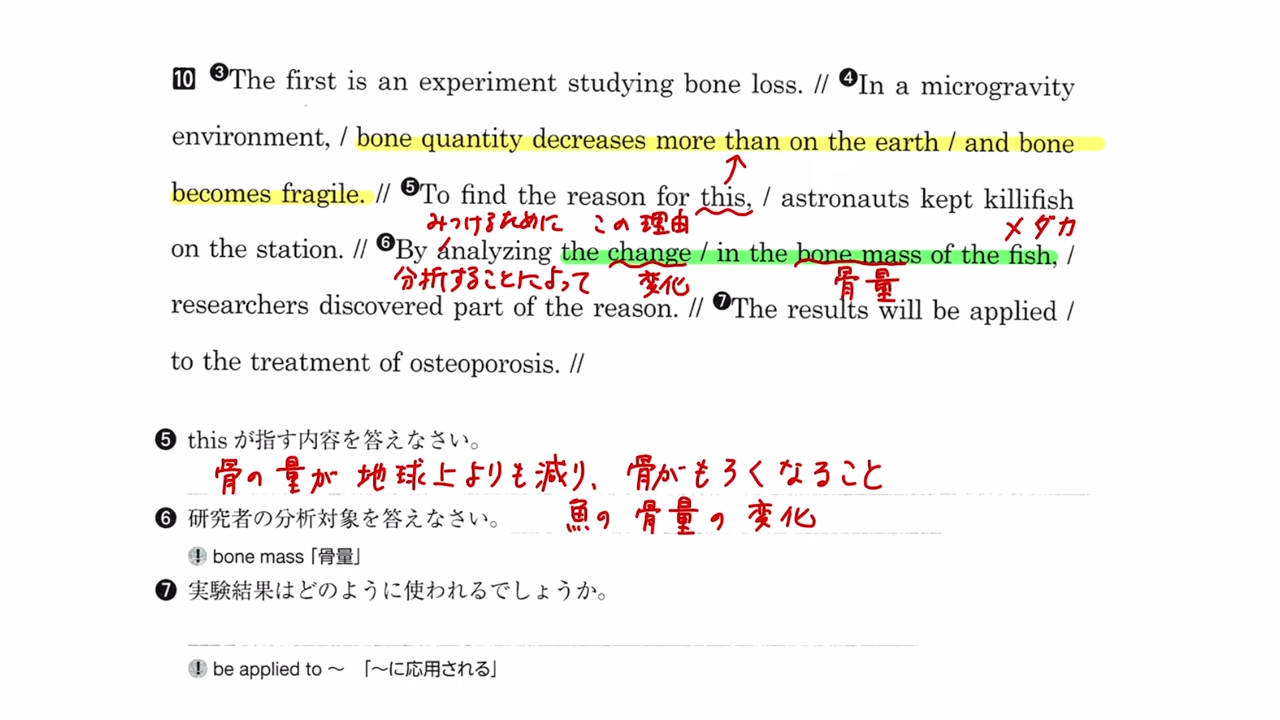 10 ❸The first is an experiment studying bone loss. // ❹In a microgravity
environment, / bone quantity decreases more than on the earth / and bone
becomes fragile. // ❺To find the reason for this, / astronauts kept killifish
みつけるために この理由 メダカ
on the station. // ❻By analyzing the change / in the bone mass of the fish, /
分析することによって 変化 骨量
researchers discovered part of the reason. // ❼The results will be applied /
to the treatment of osteoporosis. //
❺ thisが指す内容を答えなさい。
骨の量が地球上よりも減り、骨がもろくなること
❻ 研究者の分析対象を答えなさい。 魚の骨量の変化
! bone mass「骨量」
❼ 実験結果はどのように使われるでしょうか。
! be applied to ～ 「～に応用される」